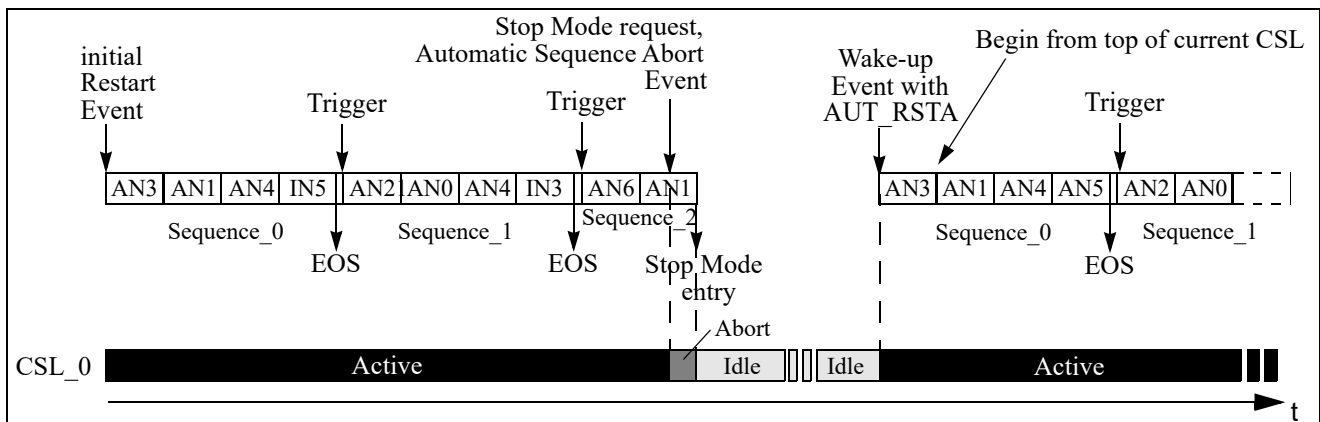 Stop Mode request,
Automatic Sequence Abort
Event
initial
Restart
Event
Trigger
Trigger
Wake-up
Event with
AUT_RSTA
Begin from top of current CSL
Trigger
AN3 AN1 AN4 IN5 AN21AN0 AN4 IN3 AN6 AN1
AN3 AN1 AN4 AN5 AN2 AN0
Sequence_0
Sequence_1
Sequence_2
Sequence_0
Sequence_1
EOS
EOS
Stop Mode
entry
EOS
Abort
CSL_0
Active
Idle
Idle
Active
t